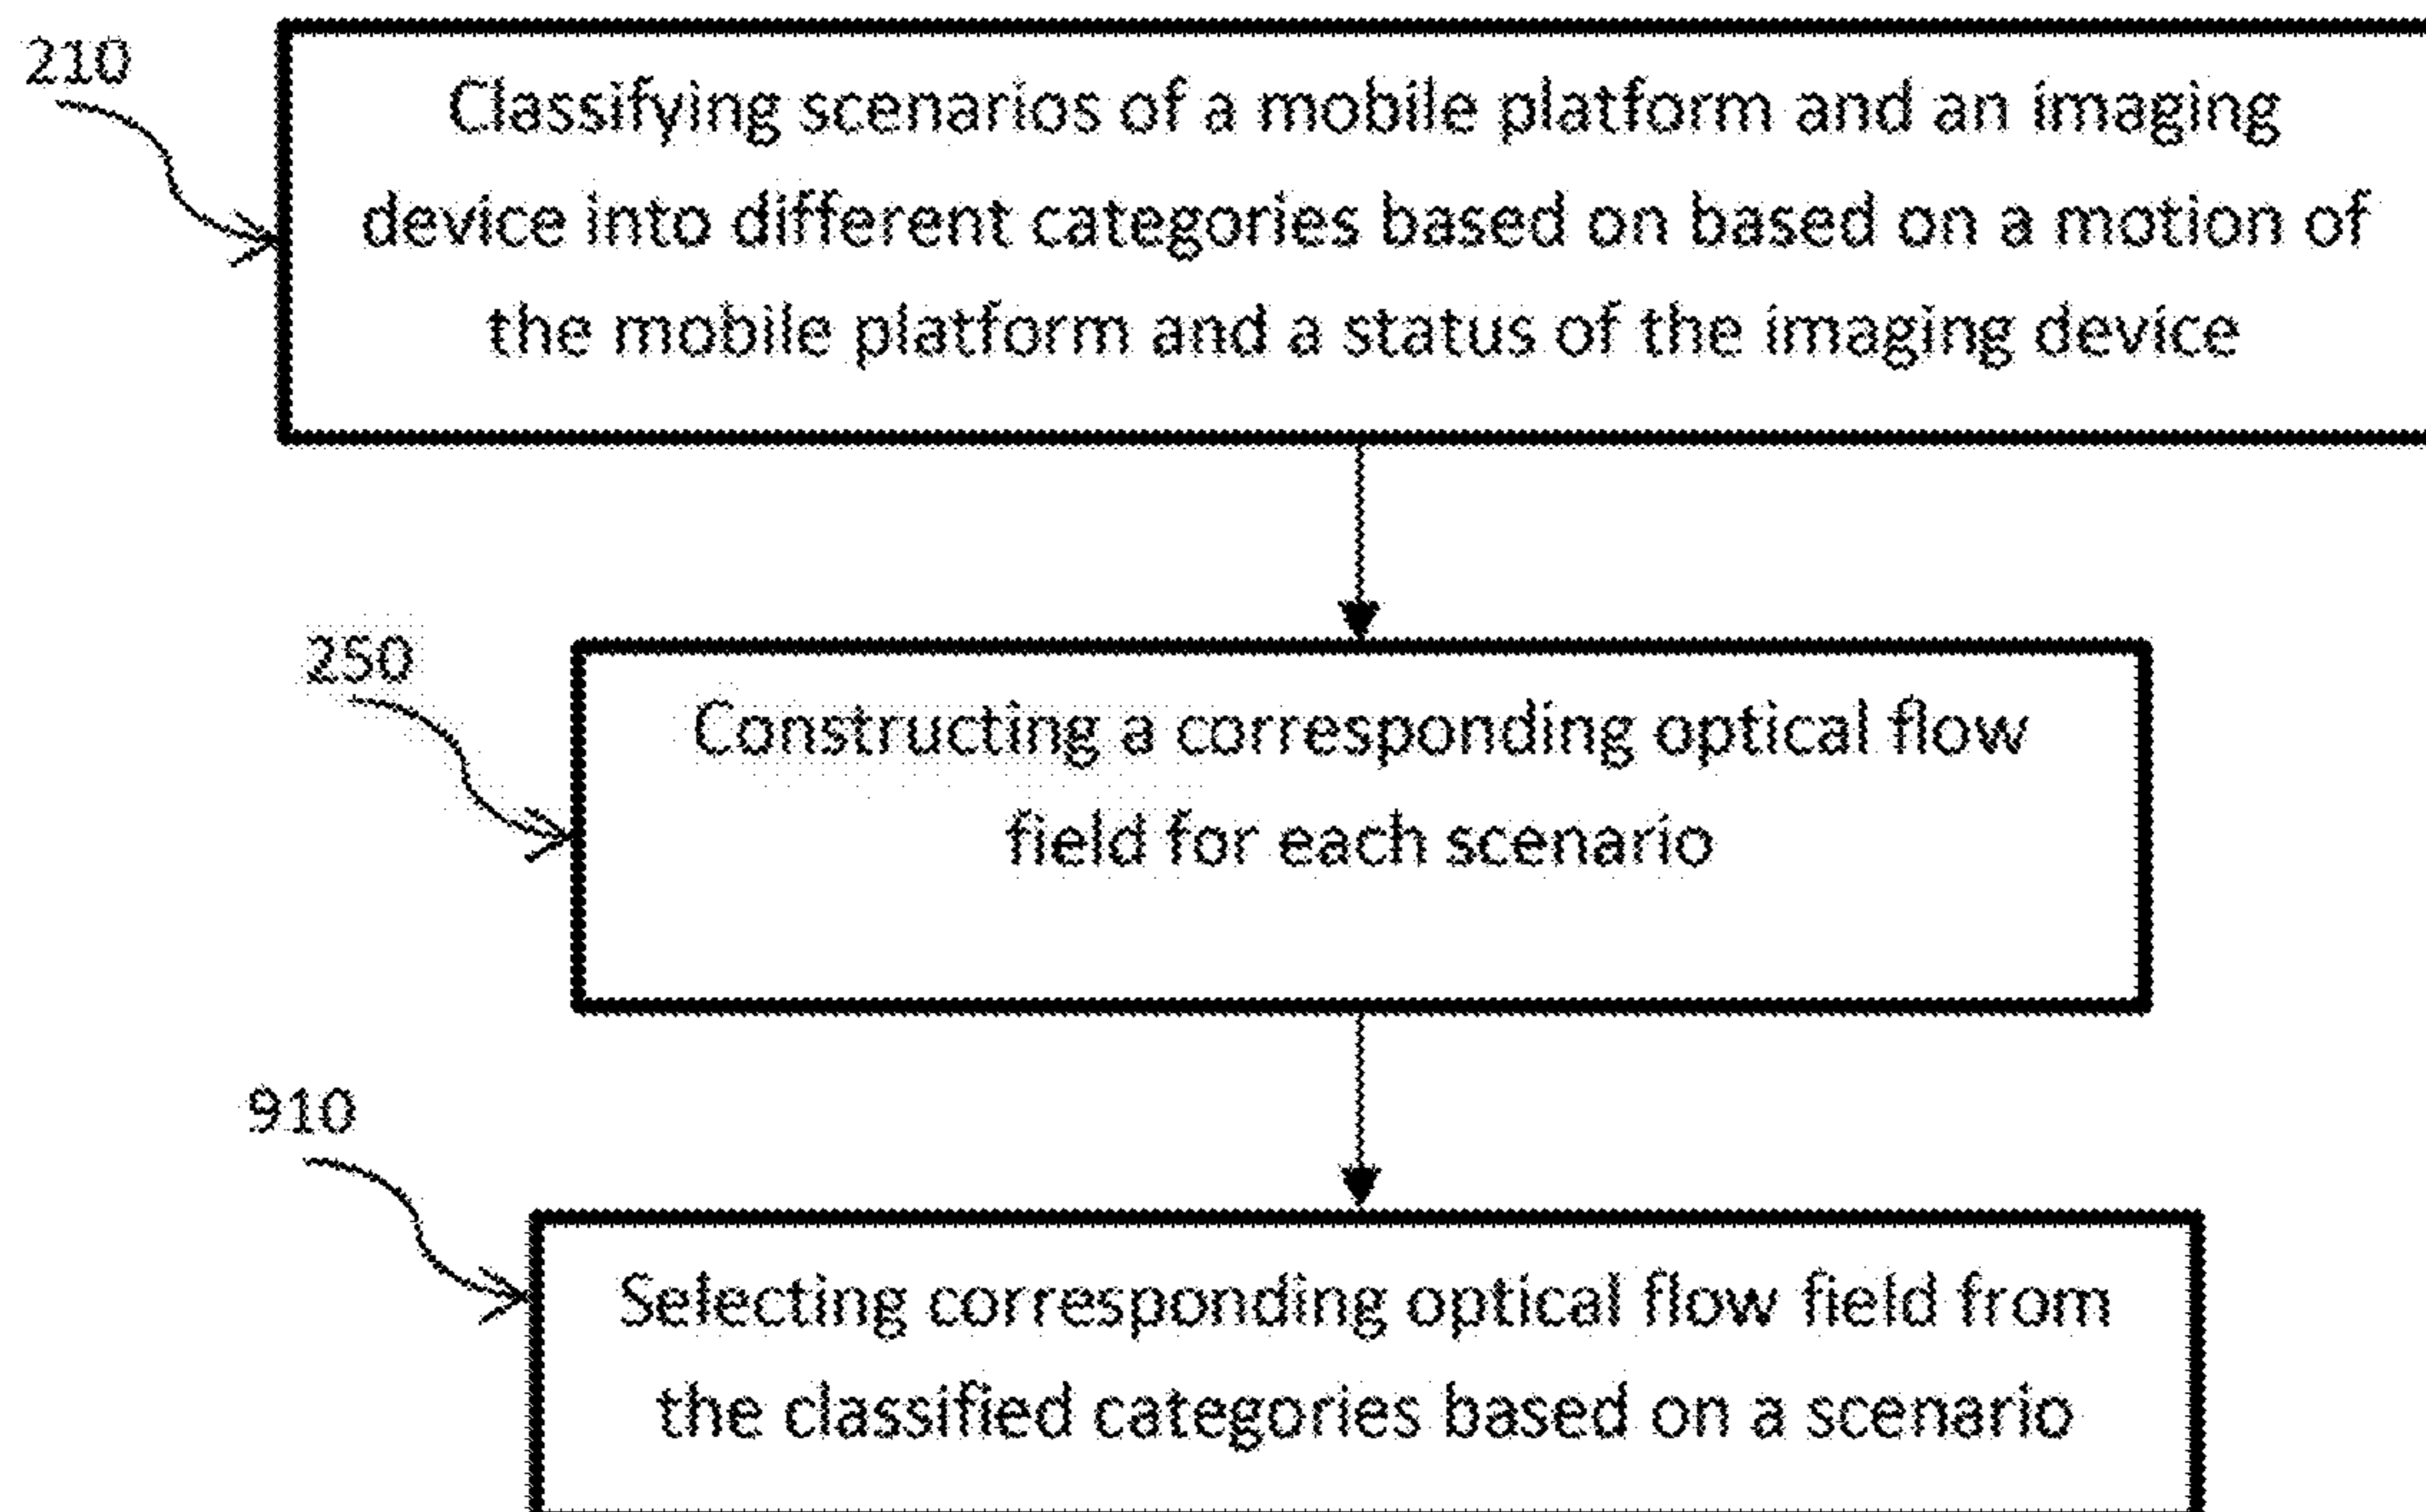 210
Classifying scenarios of a mobile platform and an imaging
device into different categories based on based on a motion of
the mobile platform and a status of the imaging device
250
Constructing a corresponding optical flow
field for each scenario
910
Selecting corresponding optical flow field from
the classified categories based on a scenario